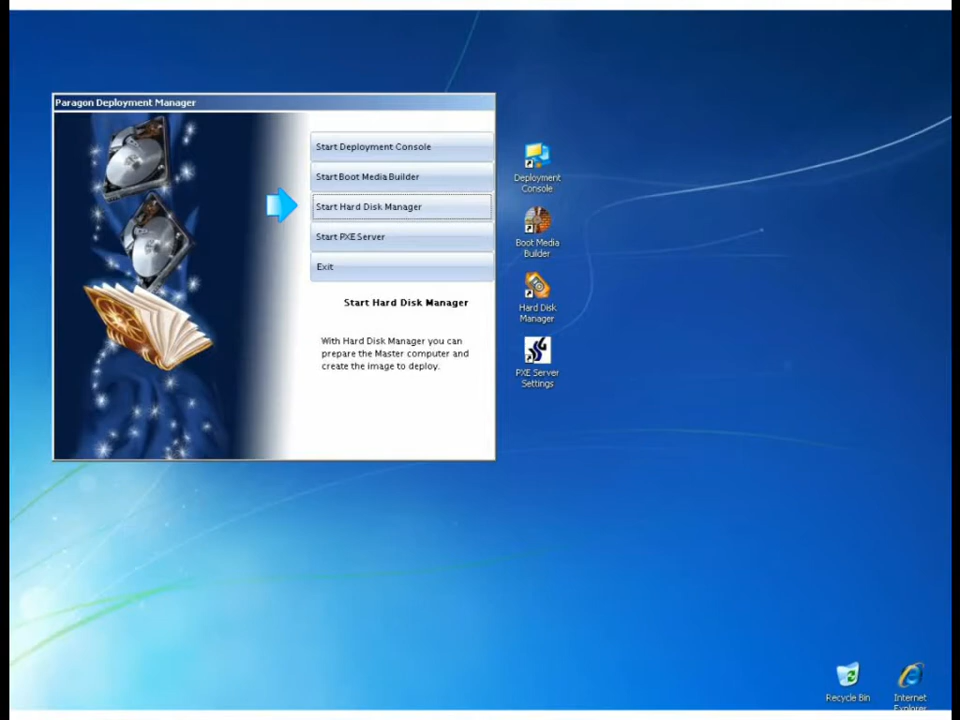 Paragon Deployment Manager
Start Deployment Console
Start Boot Media Builder
Start Hard Disk Manager
Start PXE Server
Exit
Start Hard Disk Manager
With Hard Disk Manager you can
prepare the Master computer and
create the image to deploy.
Deployment
Console
Boot Media
Builder
Hard Disk
Manager
PXE Server
Settings
Recycle Bin
Internet
Explorer